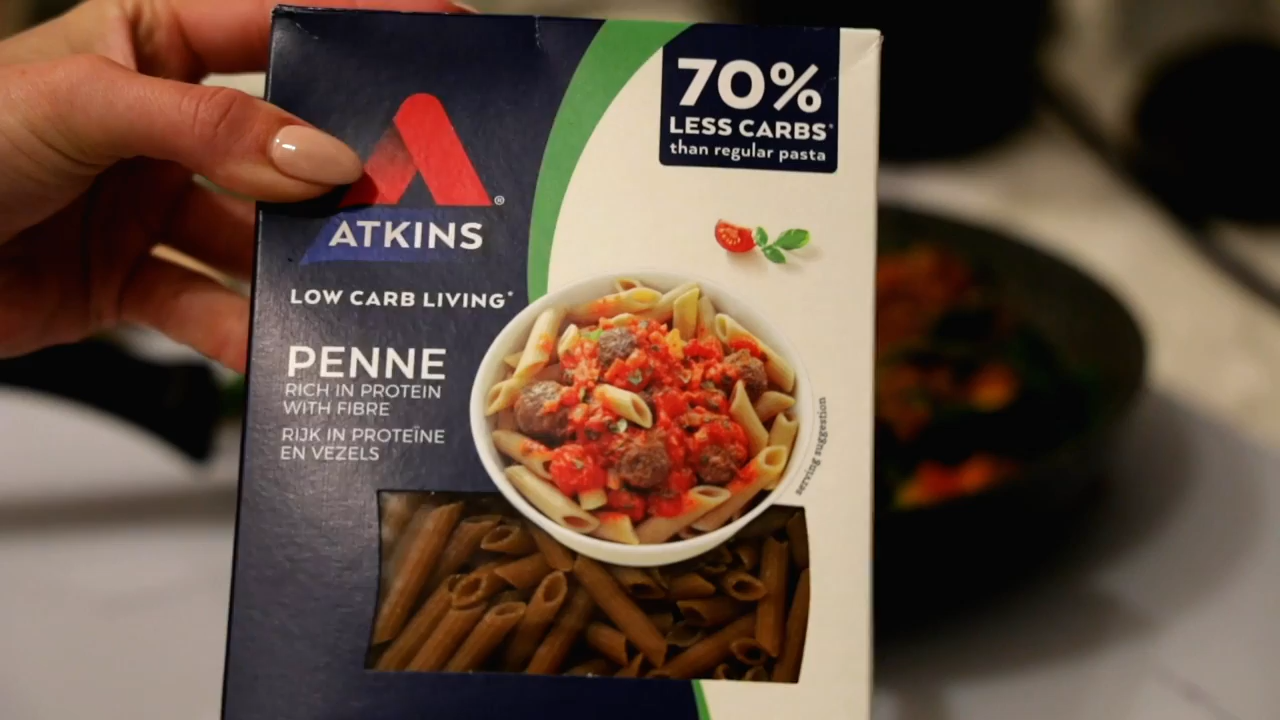 70%
LESS CARBS*
than regular pasta
®
ATKINS
LOW CARB LIVING*
PENNE
RICH IN PROTEIN
WITH FIBRE
RIJK IN PROTEÏNE
EN VEZELS
serving suggestion